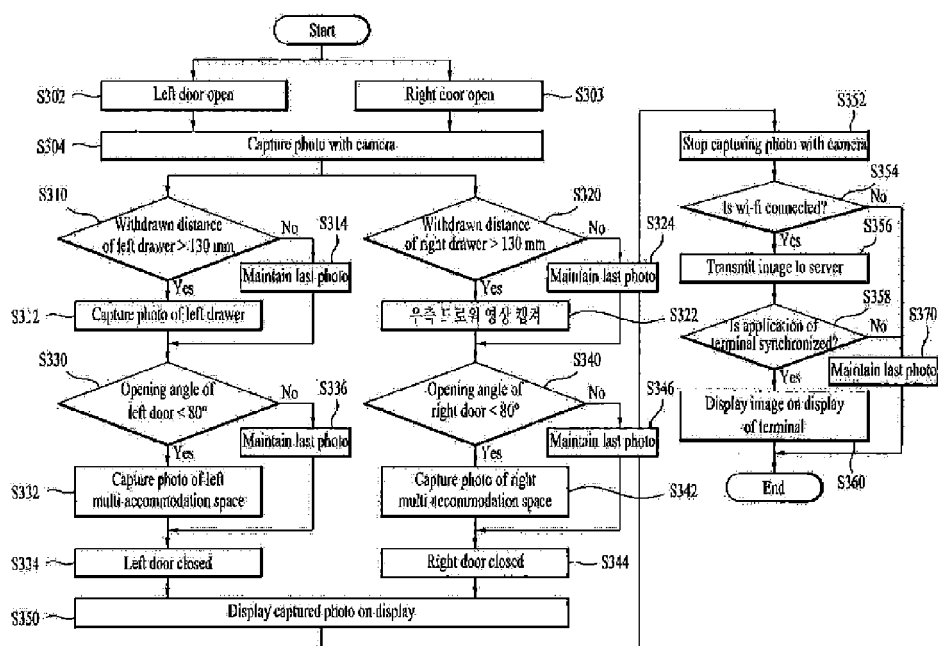 Start
S302
Left door open
Right door open
S303
S304
Capture photo with camera
S310
Withdrawn distance
of left drawer > 130 mm
No
S314
Maintain last photo
Yes
S312
Capture photo of left drawer
S330
Opening angle of
left door < 80°
No
S336
Maintain last photo
Yes
S332
Capture photo of left
multi-accommodation space
S334
Left door closed
S320
Withdrawn distance
of right drawer > 130 mm
No
S324
Maintain last photo
Yes
우측 드로워 영상 캡처
S322
S340
Opening angle of
right door < 80°
No
S346
Maintain last photo
Yes
Capture photo of right
multi-accommodation space
S342
Right door closed
S344
S350
Display captured photo on display
S352
Stop capturing photo with camera
S354
Is wi-fi connected?
No
Yes
S356
Transmit image to server
S358
Is application of
terminal synchronized?
No
S370
Maintain last photo
Yes
Display image on display
of terminal
S360
End